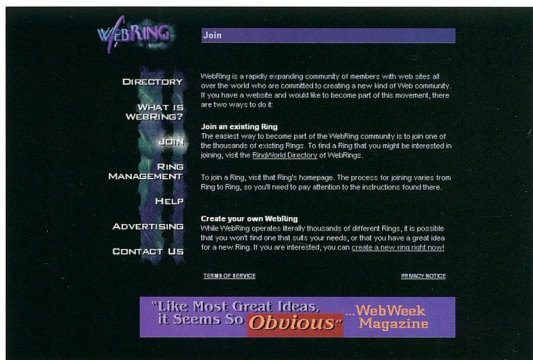 WEBRING
Join
DIRECTORY
WHAT IS
WEBRING?
JOIN
RING
MANAGEMENT
HELP
ADVERTISING
CONTACT US
WebRing is a rapidly expanding community of members with web sites all
over the world who are committed to creating a new kind of Web community.
If you have a website and would like to become part of this movement, there
are two ways to do it:
Join an existing Ring
The easiest way to become part of the WebRing community is to join one of
the thousands of existing Rings. To find a Ring that you might be interested in
joining, visit the RingWorld Directory of WebRings.
To join a Ring, visit that Ring's homepage. The process for joining varies from
Ring to Ring, so you'll need to pay attention to the instructions found there.
Create your own WebRing
While WebRing operates literally thousands of different Rings, it is possible
that you won't find one that suits your needs, or that you have a great idea
for a new Ring. If you are interested, you can create a new ring right now!
TERMS OF SERVICE
PRIVACY NOTICE
"Like Most Great Ideas,
it Seems So Obvious"
...WebWeek
Magazine